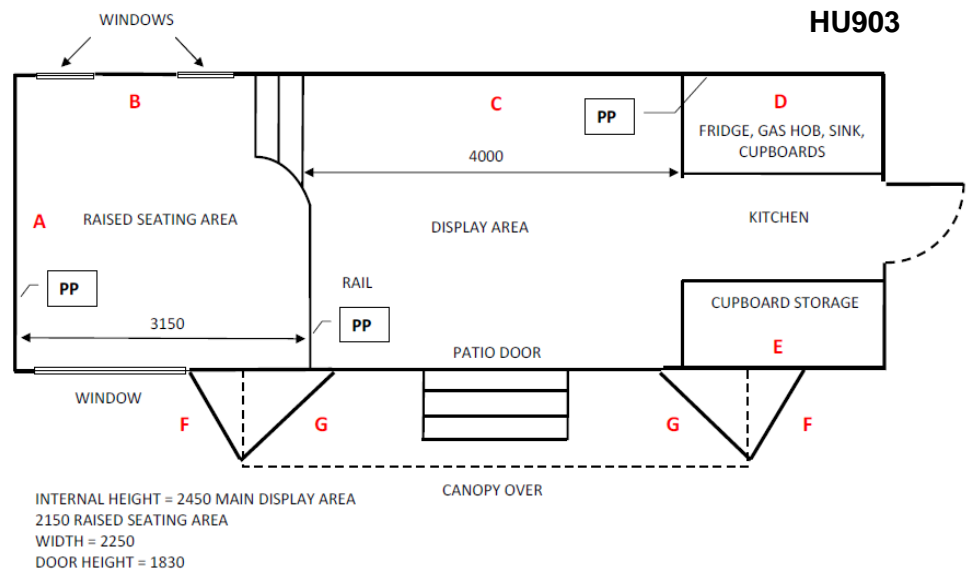 HU903
WINDOWS
B
C
PP
D
FRIDGE, GAS HOB, SINK,
CUPBOARDS
4000
A
RAISED SEATING AREA
DISPLAY AREA
KITCHEN
PP
RAIL
PP
CUPBOARD STORAGE
3150
E
PATIO DOOR
WINDOW
F
G
G
F
CANOPY OVER
INTERNAL HEIGHT = 2450 MAIN DISPLAY AREA
2150 RAISED SEATING AREA
WIDTH = 2250
DOOR HEIGHT = 1830